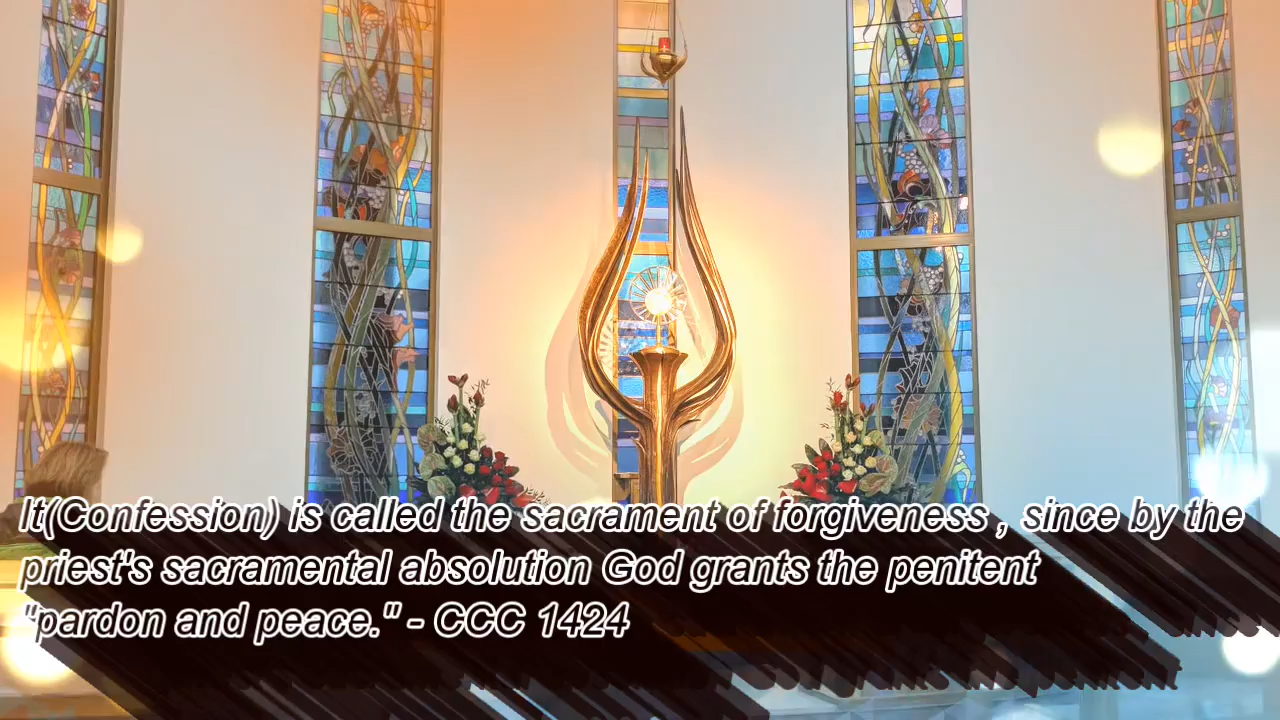 It(Confession) is called the sacrament of forgiveness , since by the
priest's sacramental absolution God grants the penitent
"pardon and peace." - CCC 1424